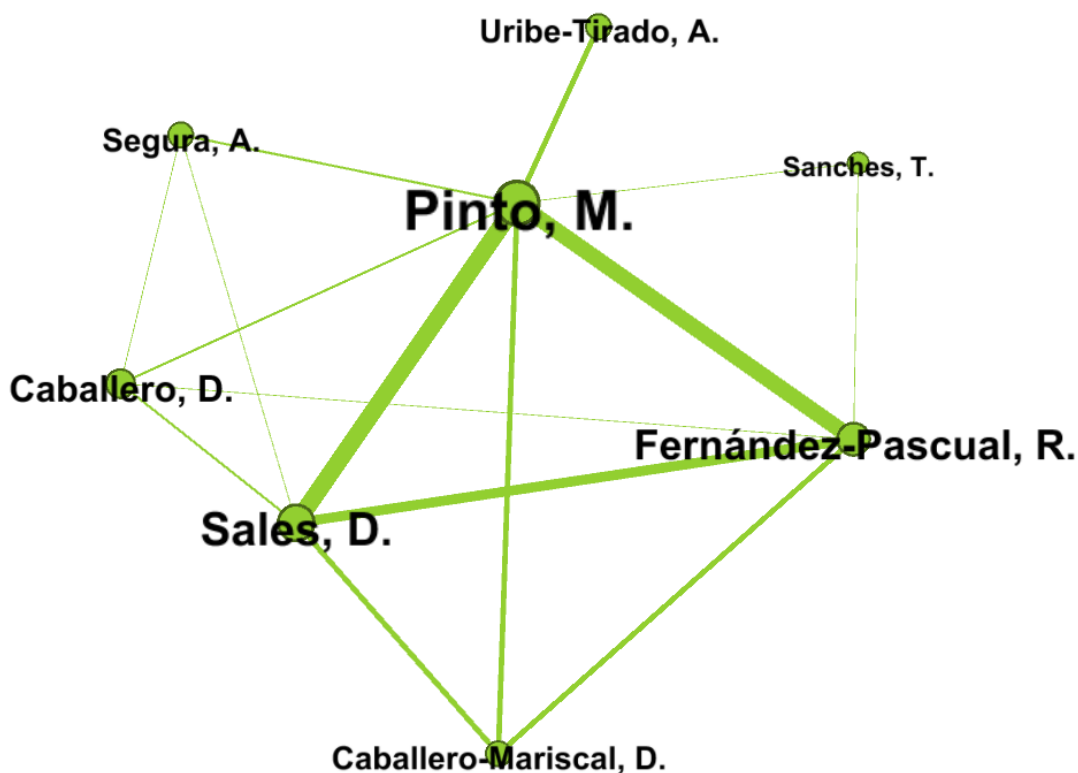 Uribe-Tirado, A.
Segura, A.
Sanches, T.
Pinto, M.
Caballero, D.
Fernández-Pascual, R.
Sales, D.
Caballero-Mariscal, D.